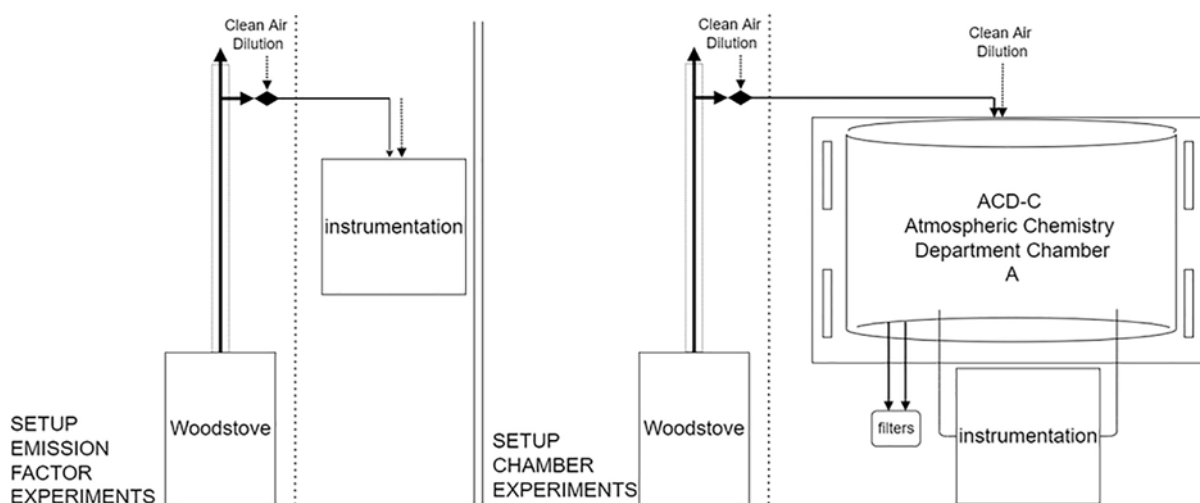 Clean Air
Dilution
instrumentation
Woodstove
SETUP
EMISSION
FACTOR
EXPERIMENTS
Clean Air
Dilution
Clean Air
Dilution
ACD-C
Atmospheric Chemistry
Department Chamber
A
Woodstove
filters
instrumentation
SETUP
CHAMBER
EXPERIMENTS